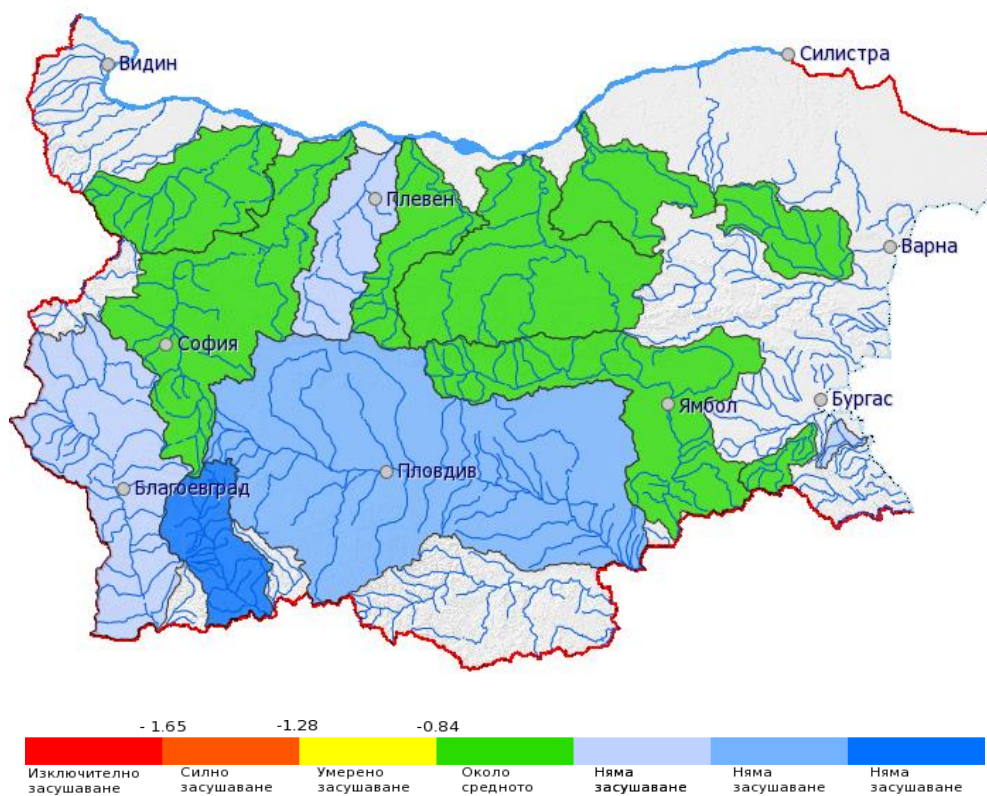 Силистра
Видин
Плевен
Варна
София
Бургас
Ямбол
Пловдив
Благоевград
- 1.65 -1.28 -0.84
Изключително Силно Умерено Около Няма Няма Няма
засушаване засушаване засушаване средното засушаване засушаване засушаване